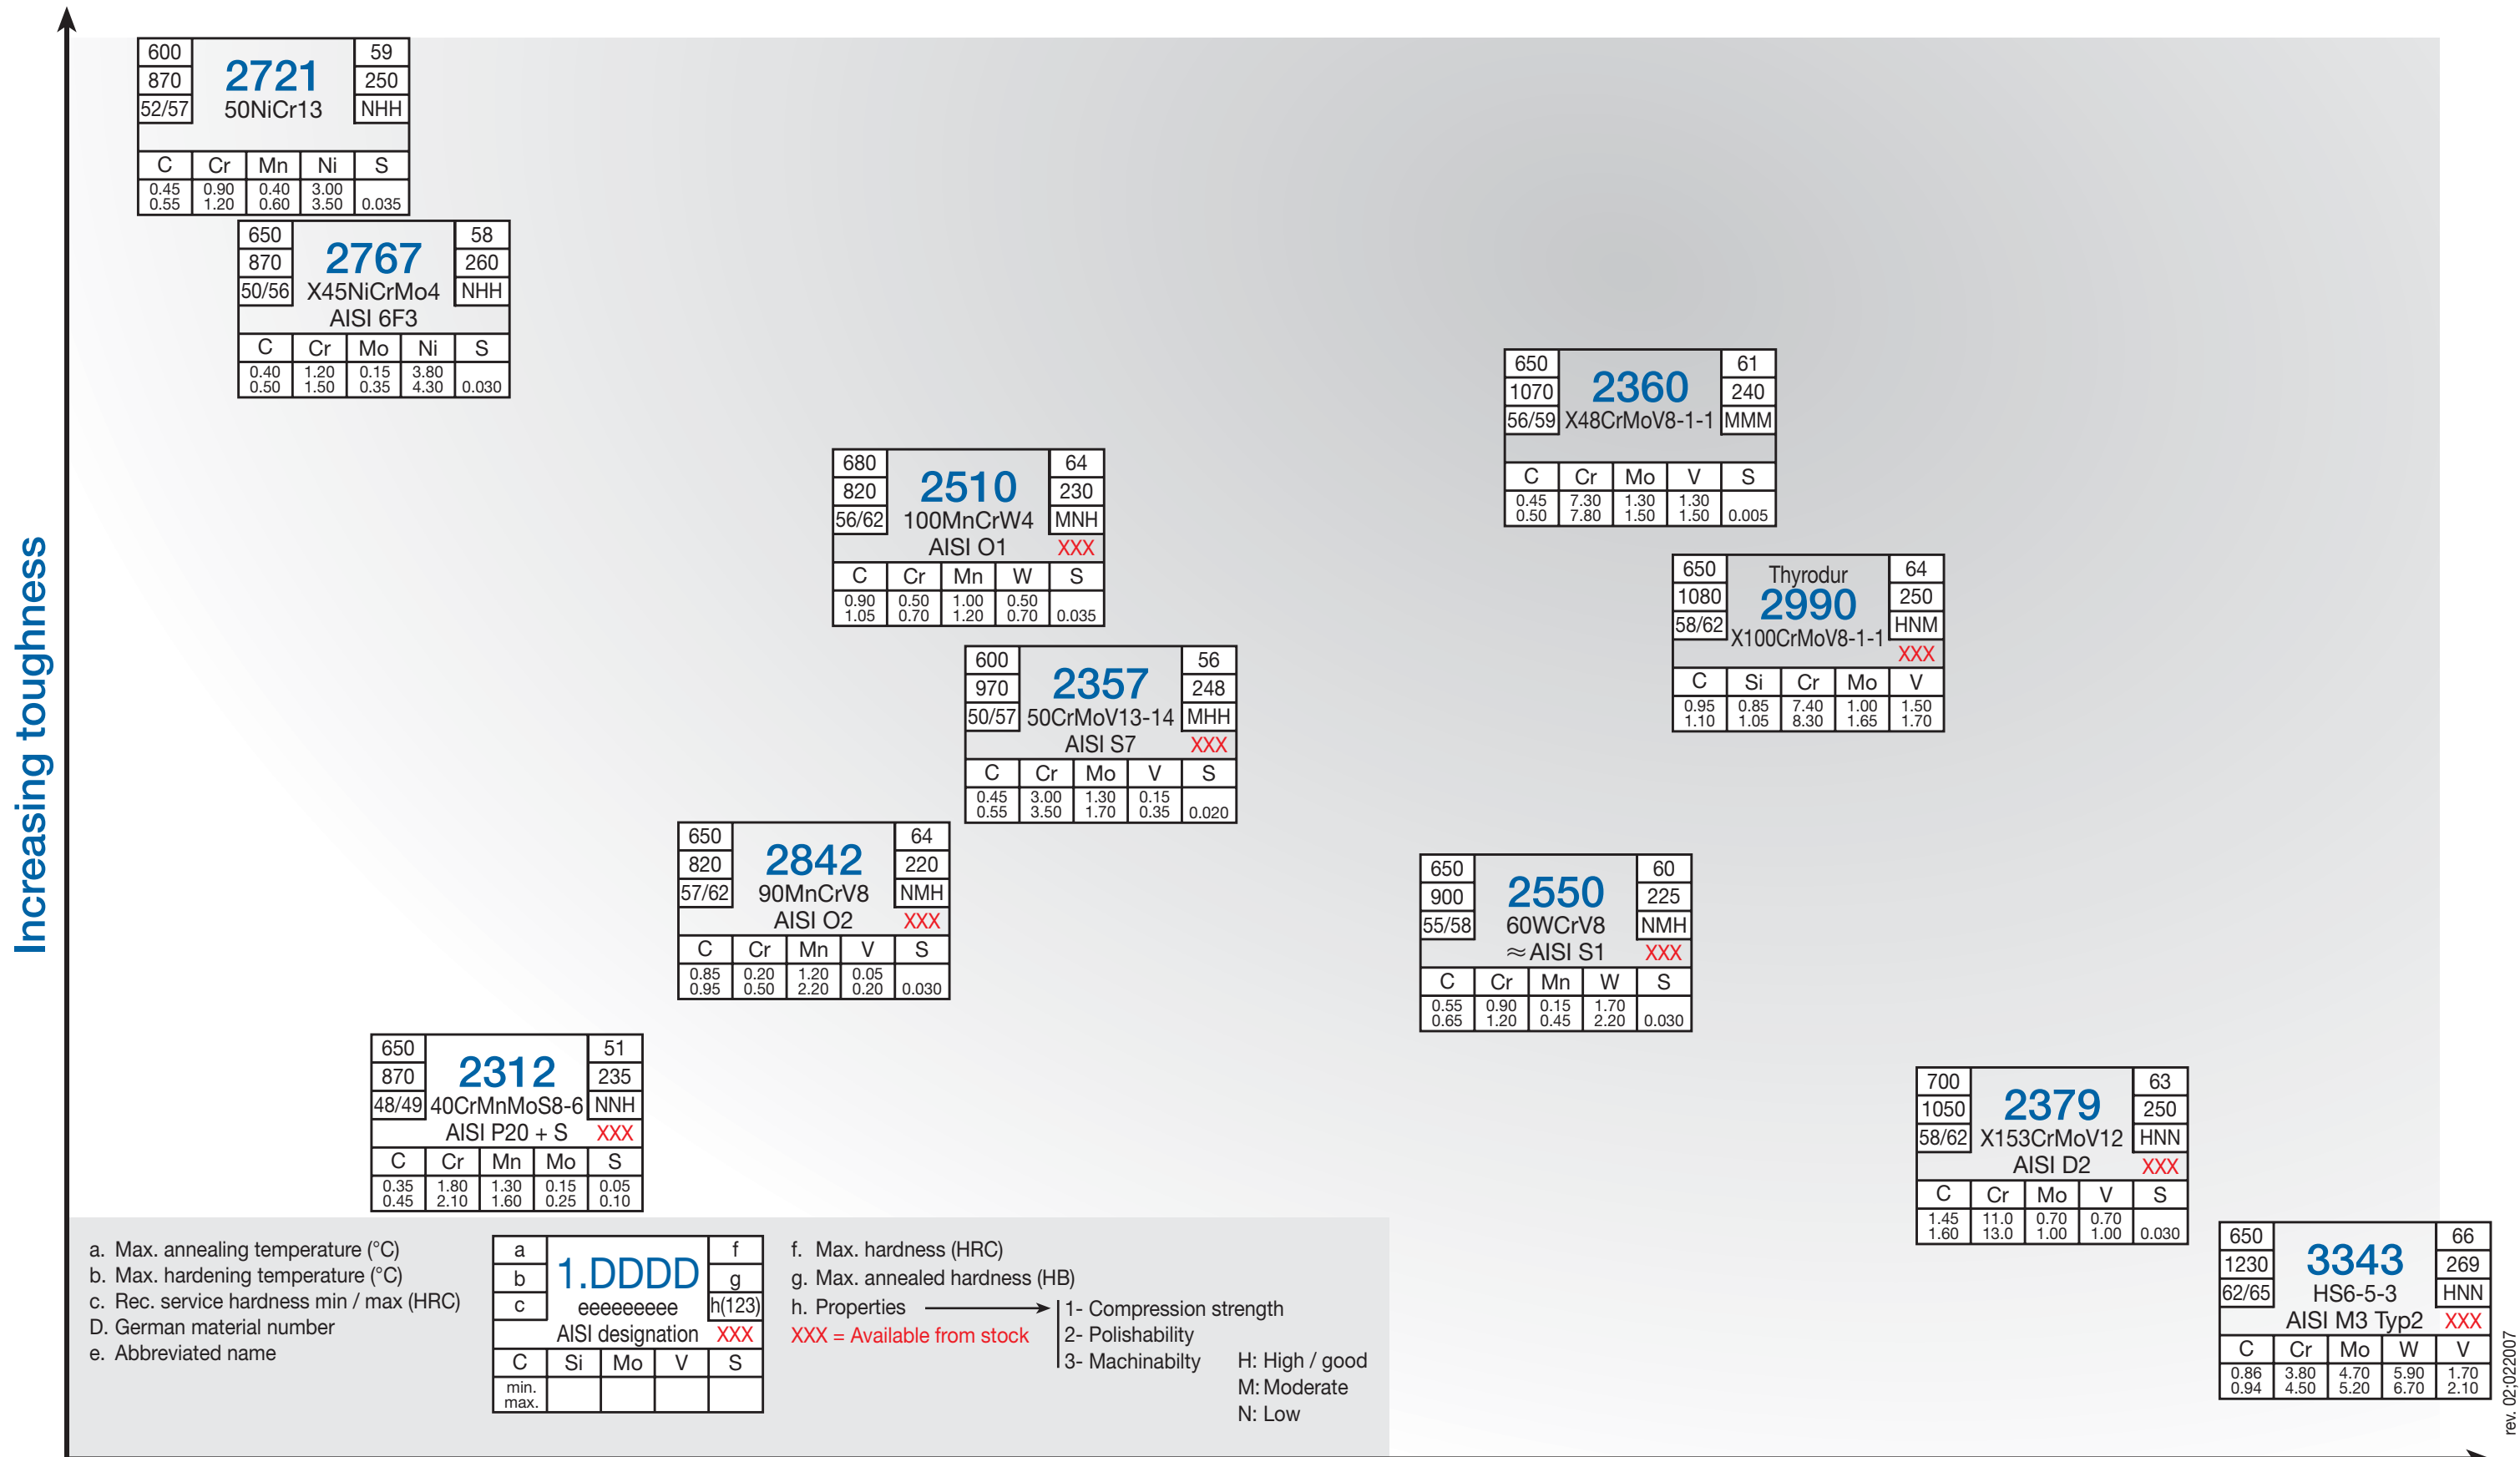 Increasing toughness
600 59
870 2721 250
52/57 50NiCr13 NHH
C Cr Mn Ni S
0.45 0.90 0.40 3.00
0.55 1.20 0.60 3.50 0.035
650 58
870 2767 260
50/56 X45NiCrMo4 NHH
AISI 6F3
C Cr Mo Ni S
0.40 1.20 0.15 3.80
0.50 1.50 0.35 4.30 0.030
650 61
1070 2360 240
56/59 X48CrMoV8-1-1 MMM
C Cr Mo V S
0.45 7.30 1.30 1.30
0.50 7.80 1.50 1.50 0.005
680 64
820 2510 230
56/62 100MnCrW4 MNH
AISI O1 XXX
C Cr Mn W S
0.90 0.50 1.00 0.50
1.05 0.70 1.20 0.70 0.035
650 Thyrodur 64
1080 2990 250
58/62 X100CrMoV8-1-1 HNM
XXX
C Si Cr Mo V
0.95 0.85 7.40 1.00 1.50
1.10 1.05 8.30 1.65 1.70
600 56
970 2357 248
50/57 50CrMoV13-14 MHH
AISI S7 XXX
C Cr Mo V S
0.45 3.00 1.30 0.15
0.55 3.50 1.70 0.35 0.020
650 64
820 2842 220
57/62 90MnCrV8 NMH
AISI O2 XXX
C Cr Mn V S
0.85 0.20 1.20 0.05
0.95 0.50 2.20 0.20 0.030
650 60
900 2550 225
55/58 60WCrV8 NMH
≈ AISI S1 XXX
C Cr Mn W S
0.55 0.90 0.15 1.70
0.65 1.20 0.45 2.20 0.030
650 51
870 2312 235
48/49 40CrMnMoS8-6 NNH
AISI P20 + S XXX
C Cr Mn Mo S
0.35 1.80 1.30 0.15 0.05
0.45 2.10 1.60 0.25 0.10
700 63
1050 2379 250
58/62 X153CrMoV12 HNN
AISI D2 XXX
C Cr Mo V S
1.45 11.0 0.70 0.70
1.60 13.0 1.00 1.00 0.030
650 66
1230 3343 269
62/65 HS6-5-3 HNN
AISI M3 Typ2 XXX
C Cr Mo W V
0.86 3.80 4.70 5.90 1.70
0.94 4.50 5.20 6.70 2.10
a. Max. annealing temperature (°C)
b. Max. hardening temperature (°C)
c. Rec. service hardness min / max (HRC)
D. German material number
e. Abbreviated name
a f
b 1.DDDD g
c eeeeeeeee h(123)
AISI designation XXX
C Si Mo V S
min.
max.
f. Max. hardness (HRC)
g. Max. annealed hardness (HB)
h. Properties
XXX = Available from stock
1- Compression strength
2- Polishability
3- Machinabilty
H: High / good
M: Moderate
N: Low
rev. 02;022007